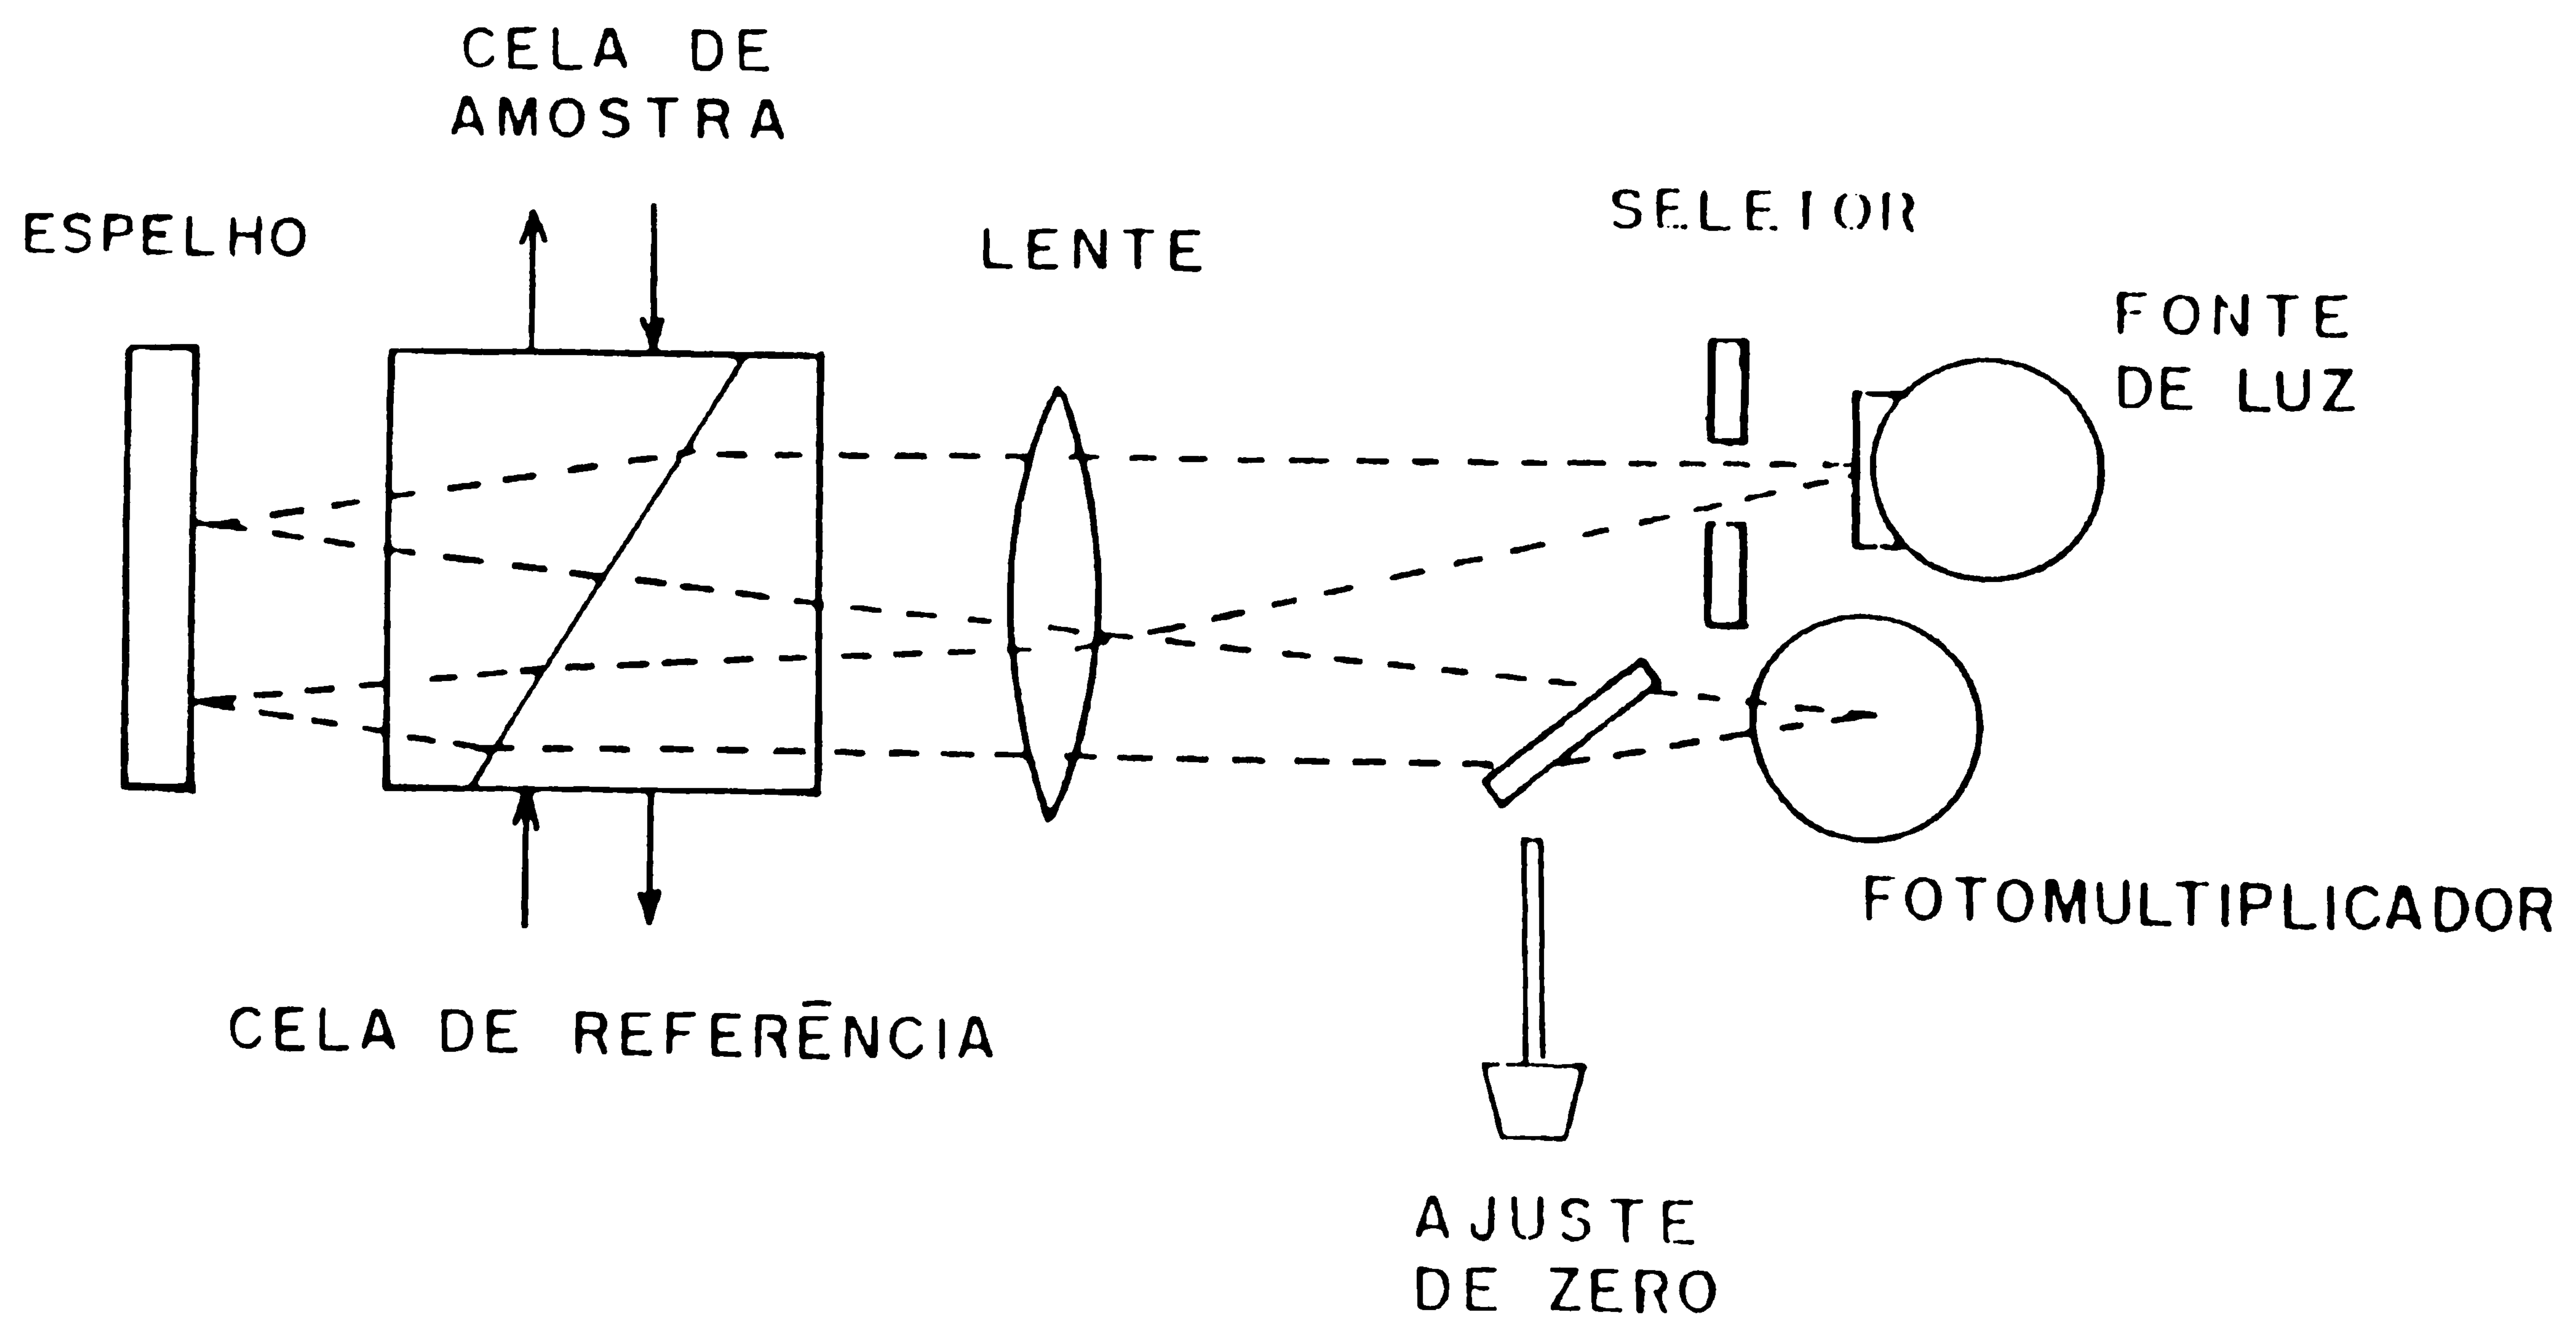 CELA DE
AMOSTRA
ESPELHO
LENTE
SELETOR
FONTE
DE LUZ
FOTOMULTIPLICADOR
CELA DE REFERÊNCIA
AJUSTE
DE ZERO